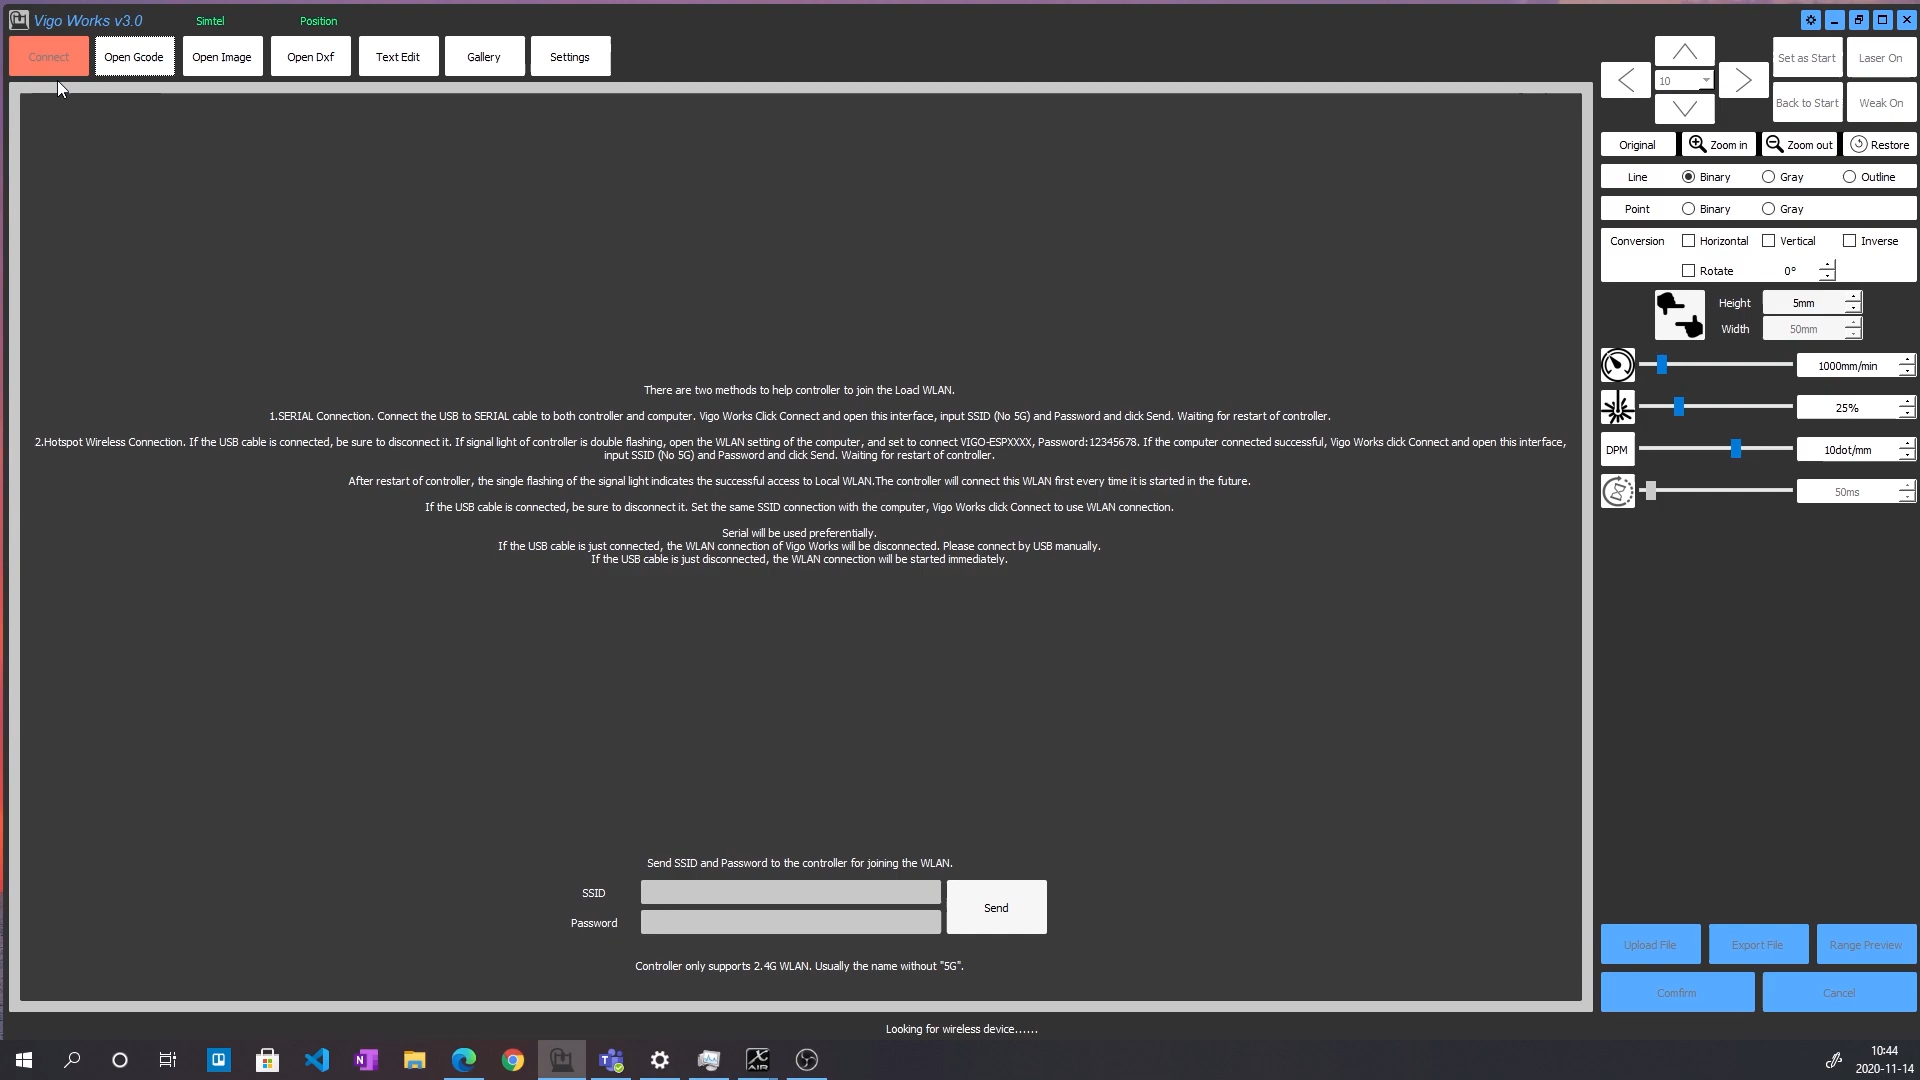 Vigo Works v3.0 Simtel Position
Connect Open Gcode Open Image Open Dxf Text Edit Gallery Settings
Set as Start Laser On
10
Back to Start Weak On
Original Zoom in Zoom out Restore
Line Binary Gray Outline
Point Binary Gray
Conversion Horizontal Vertical Inverse
Rotate 0°
Height 5mm
Width 50mm
1000mm/min
25%
DPM 10dot/mm
50ms
There are two methods to help controller to join the Loacl WLAN.
1.SERIAL Connection. Connect the USB to SERIAL cable to both controller and computer. Vigo Works Click Connect and open this interface, input SSID (No 5G) and Password and click Send. Waiting for restart of controller.
2.Hotspot Wireless Connection. If the USB cable is connected, be sure to disconnect it. If signal light of controller is double flashing, open the WLAN setting of the computer, and set to connect VIGO-ESPXXXX, Password:12345678. If the computer connected successful, Vigo Works click Connect and open this interface,
input SSID (No 5G) and Password and click Send. Waiting for restart of controller.
After restart of controller, the single flashing of the signal light indicates the successful access to Local WLAN.The controller will connect this WLAN first every time it is started in the future.
If the USB cable is connected, be sure to disconnect it. Set the same SSID connection with the computer, Vigo Works click Connect to use WLAN connection.
Serial will be used preferentially.
If the USB cable is just connected, the WLAN connection of Vigo Works will be disconnected. Please connect by USB manually.
If the USB cable is just disconnected, the WLAN connection will be started immediately.
Send SSID and Password to the controller for joining the WLAN.
SSID
Send
Password
Controller only supports 2.4G WLAN. Usually the name without "5G".
Upload File Export File Range Preview
Comfirm Cancel
Looking for wireless device......
AIR
10:44
2020-11-14